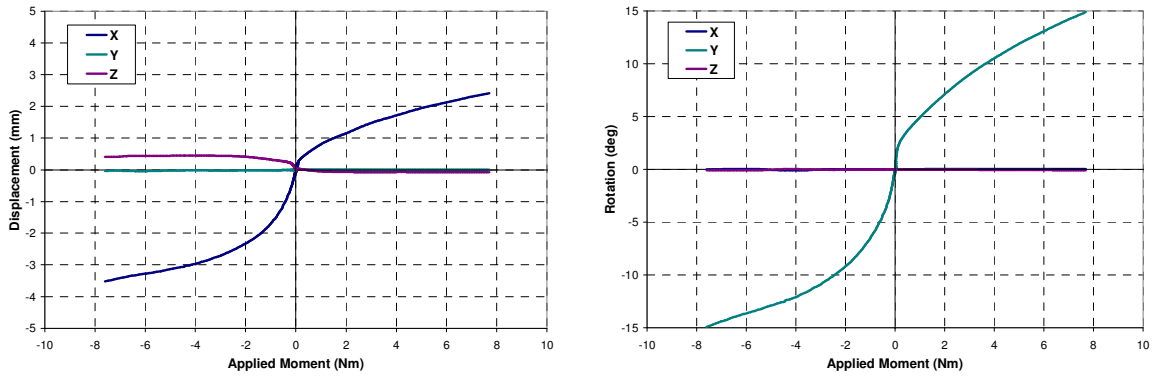 5
4
3
2
1
0
-1
-2
-3
-4
-5
-10 -8 -6 -4 -2 0 2 4 6 8 10
Displacement (mm)
Applied Moment (Nm)
X
Y
Z
15
10
5
0
-5
-10
-15
-10 -8 -6 -4 -2 0 2 4 6 8 10
Rotation (deg)
Applied Moment (Nm)
X
Y
Z